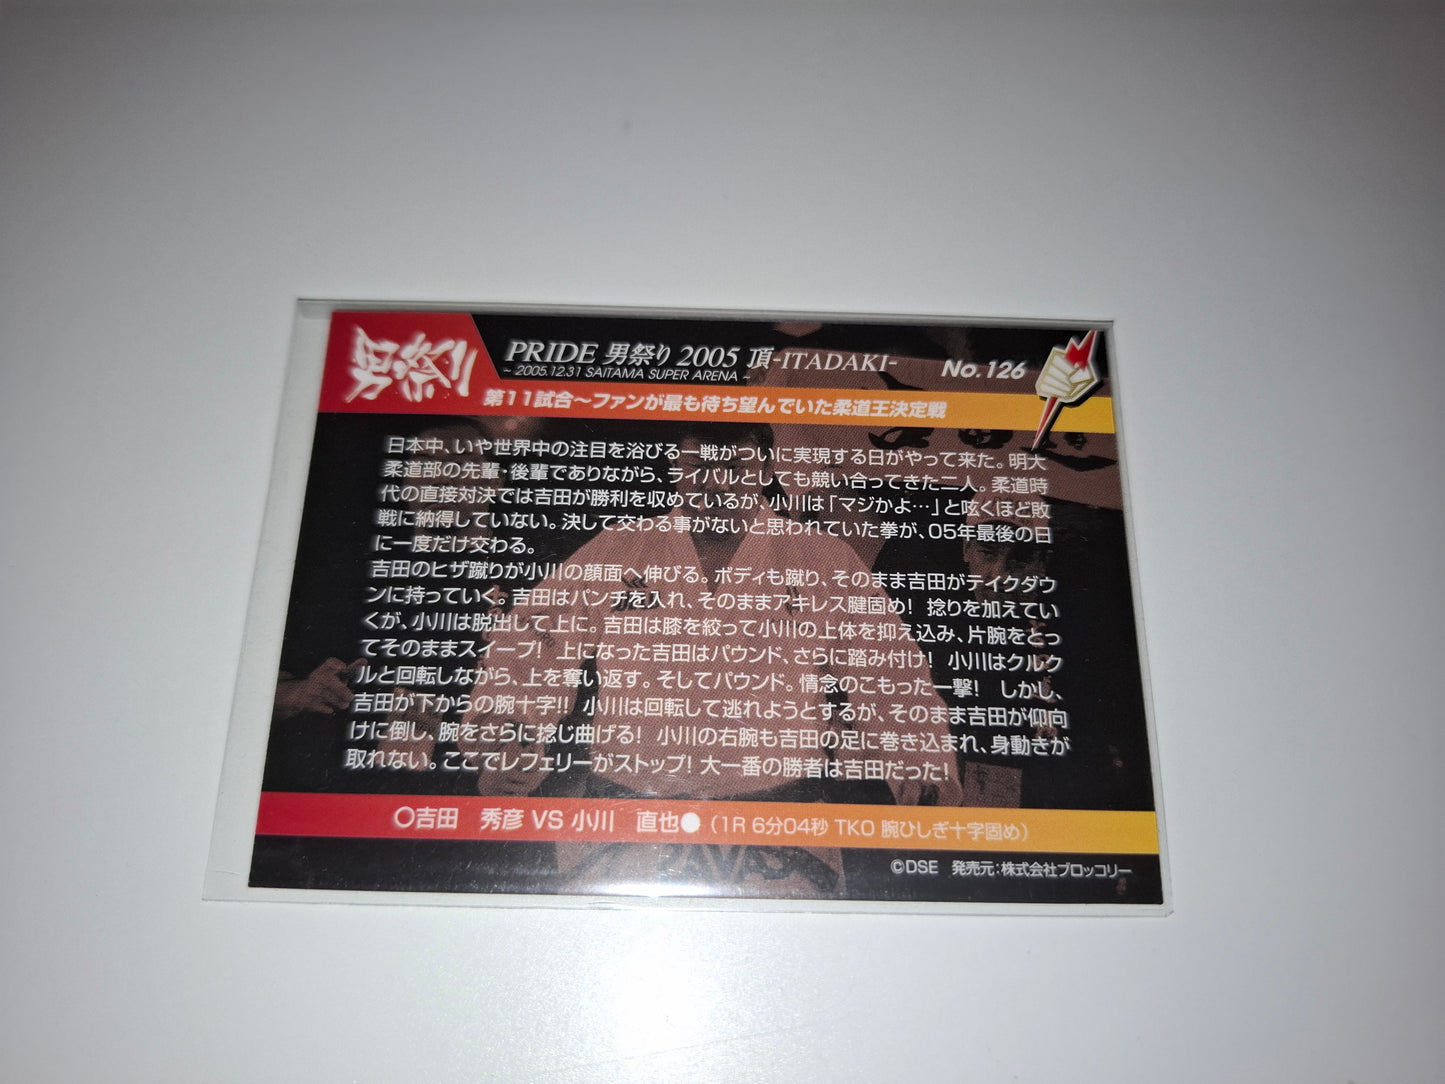 男祭
PRIDE 男祭り 2005 頂-ITADAKI-
No.126
~ 2005.12.31 SAITAMA SUPER ARENA ~
第11試合～ファンが最も待ち望んでいた柔道王決定戦
日本中、いや世界中の注目を浴びる一戦がついに実現する日がやって来た。明大
柔道部の先輩・後輩でありながら、ライバルとしても競い合ってきた二人。柔道時
代の直接対決では吉田が勝利を収めているが、小川は「マジかよ…」と呟くほど敗
戦に納得していない。決して交わる事がないと思われていた拳が、05年最後の日
に一度だけ交わる。
吉田のヒザ蹴りが小川の顔面へ伸びる。ボディも蹴り、そのまま吉田がテイクダウ
ンに持っていく。吉田はパンチを入れ、そのままアキレス腱固め! 捻りを加えてい
くが、小川は脱出して上に。吉田は膝を絞って小川の上体を抑え込み、片腕をとっ
てそのままスイープ! 上になった吉田はパウンド、さらに踏み付け! 小川はクルク
ルと回転しながら、上を奪い返す。そしてパウンド。情念のこもった一撃! しかし、
吉田が下からの腕十字!! 小川は回転して逃れようとするが、そのまま吉田が仰向
けに倒し、腕をさらに捻じ曲げる! 小川の右腕も吉田の足に巻き込まれ、身動きが
取れない。ここでレフェリーがストップ! 大一番の勝者は吉田だった!
○吉田 秀彦 VS 小川 直也●（1R 6分04秒 TKO 腕ひしぎ十字固め）
©DSE 発売元:株式会社ブロッコリー